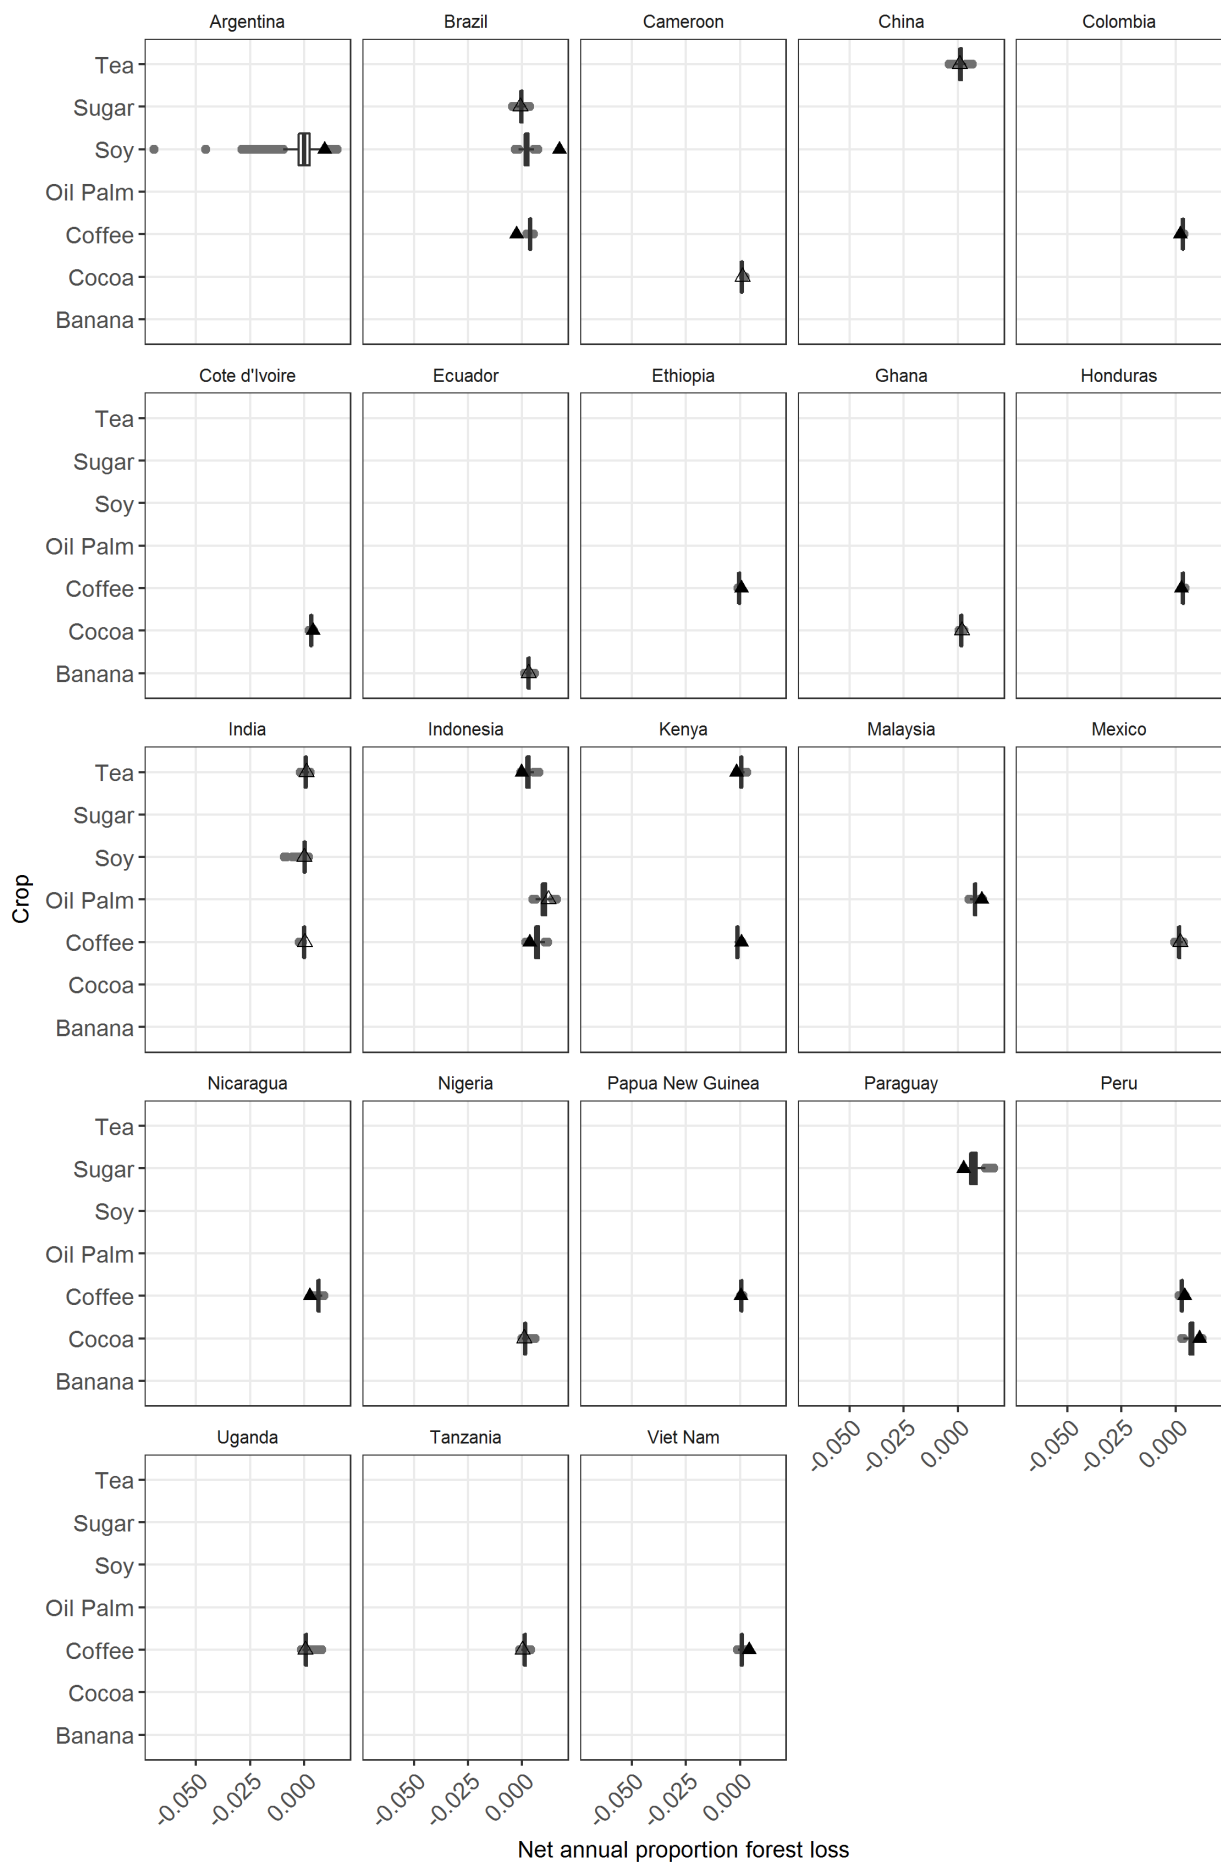 Argentina Brazil Cameroon China Colombia
Tea
Sugar
Soy
Oil Palm
Coffee
Cocoa
Banana
Cote d'Ivoire Ecuador Ethiopia Ghana Honduras
Tea
Sugar
Soy
Oil Palm
Coffee
Cocoa
Banana
India Indonesia Kenya Malaysia Mexico
Tea
Sugar
Soy
Oil Palm
Coffee
Cocoa
Banana
Crop
Nicaragua Nigeria Papua New Guinea Paraguay Peru
Tea
Sugar
Soy
Oil Palm
Coffee
Cocoa
Banana
-0.050 -0.025 0.000 -0.050 -0.025 0.000
Uganda Tanzania Viet Nam
Tea
Sugar
Soy
Oil Palm
Coffee
Cocoa
Banana
-0.050 -0.025 0.000 -0.050 -0.025 0.000 -0.050 -0.025 0.000
Net annual proportion forest loss